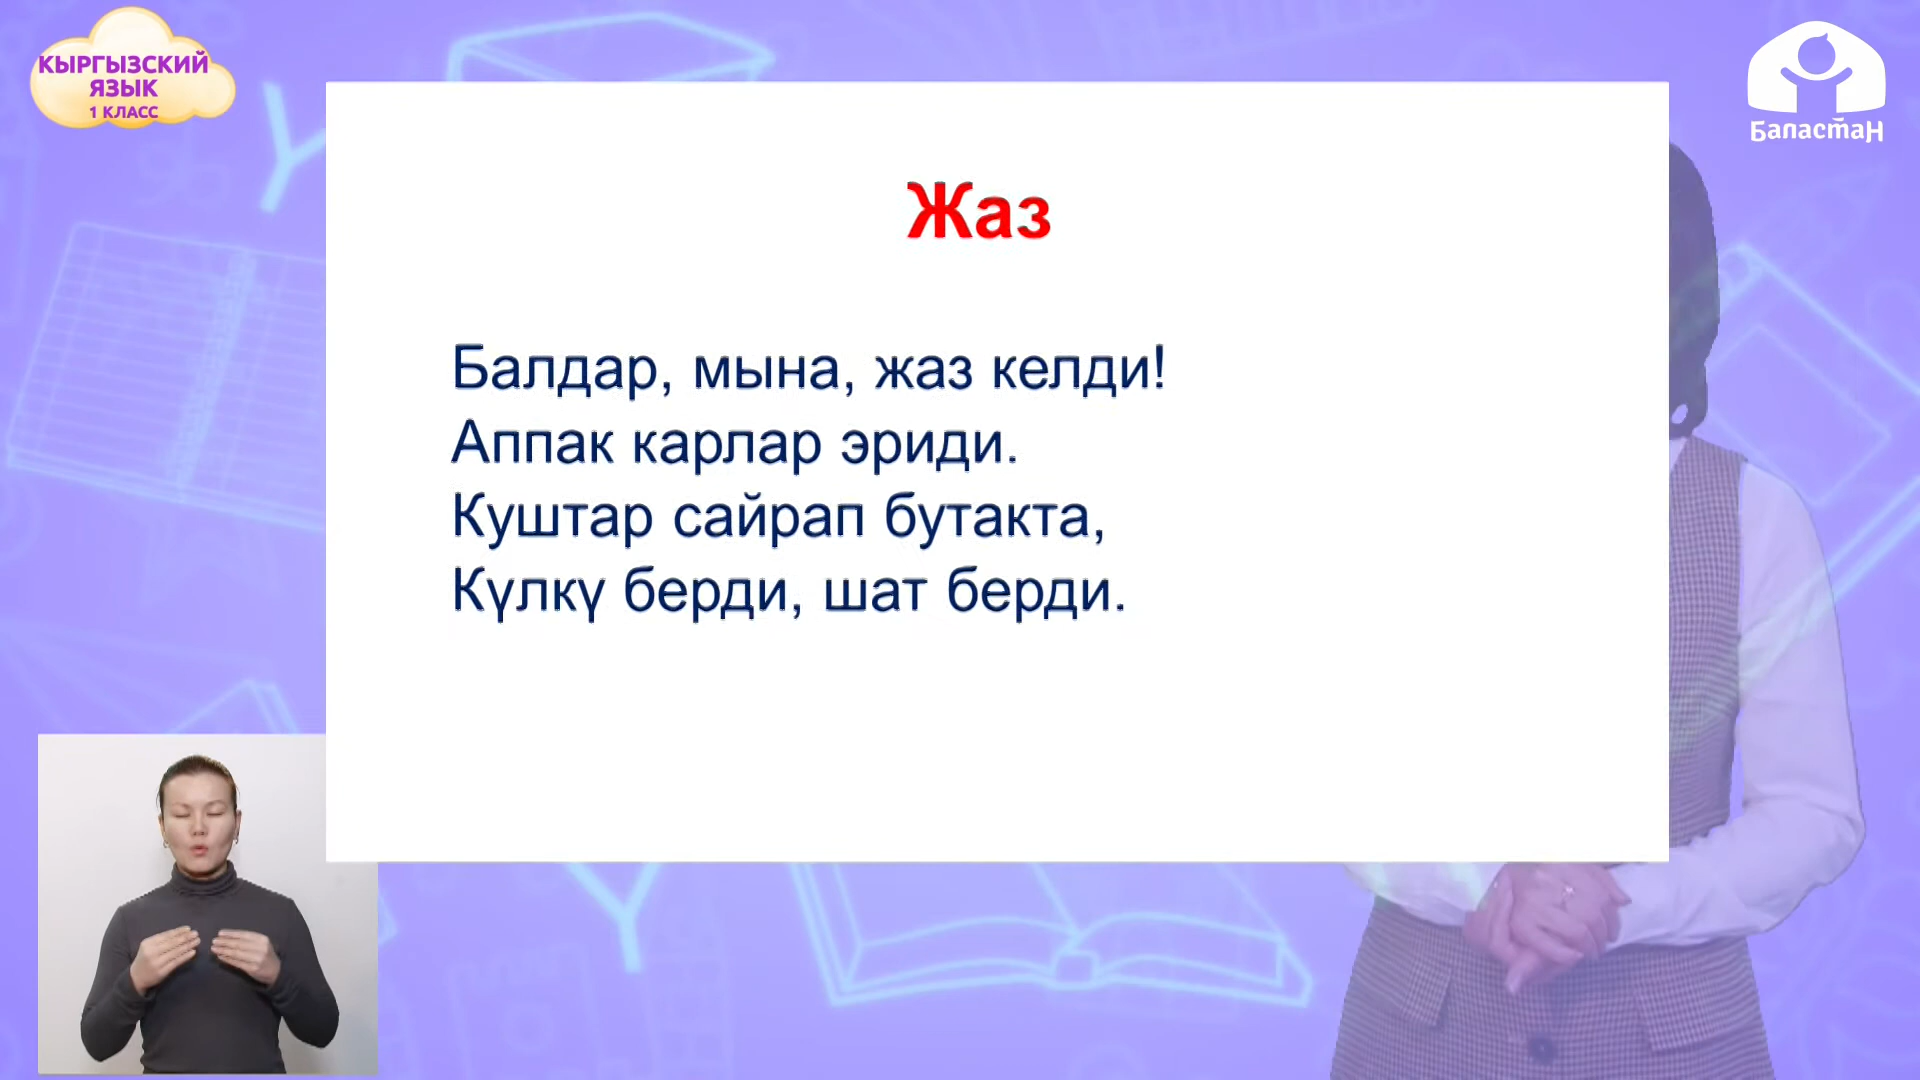 КЫРГЫЗСКИЙ
ЯЗЫК
1 КЛАСС
Баластан
Жаз
Балдар, мына, жаз келди!
Аппак карлар эриди.
Куштар сайрап бутакта,
Күлкү берди, шат берди.